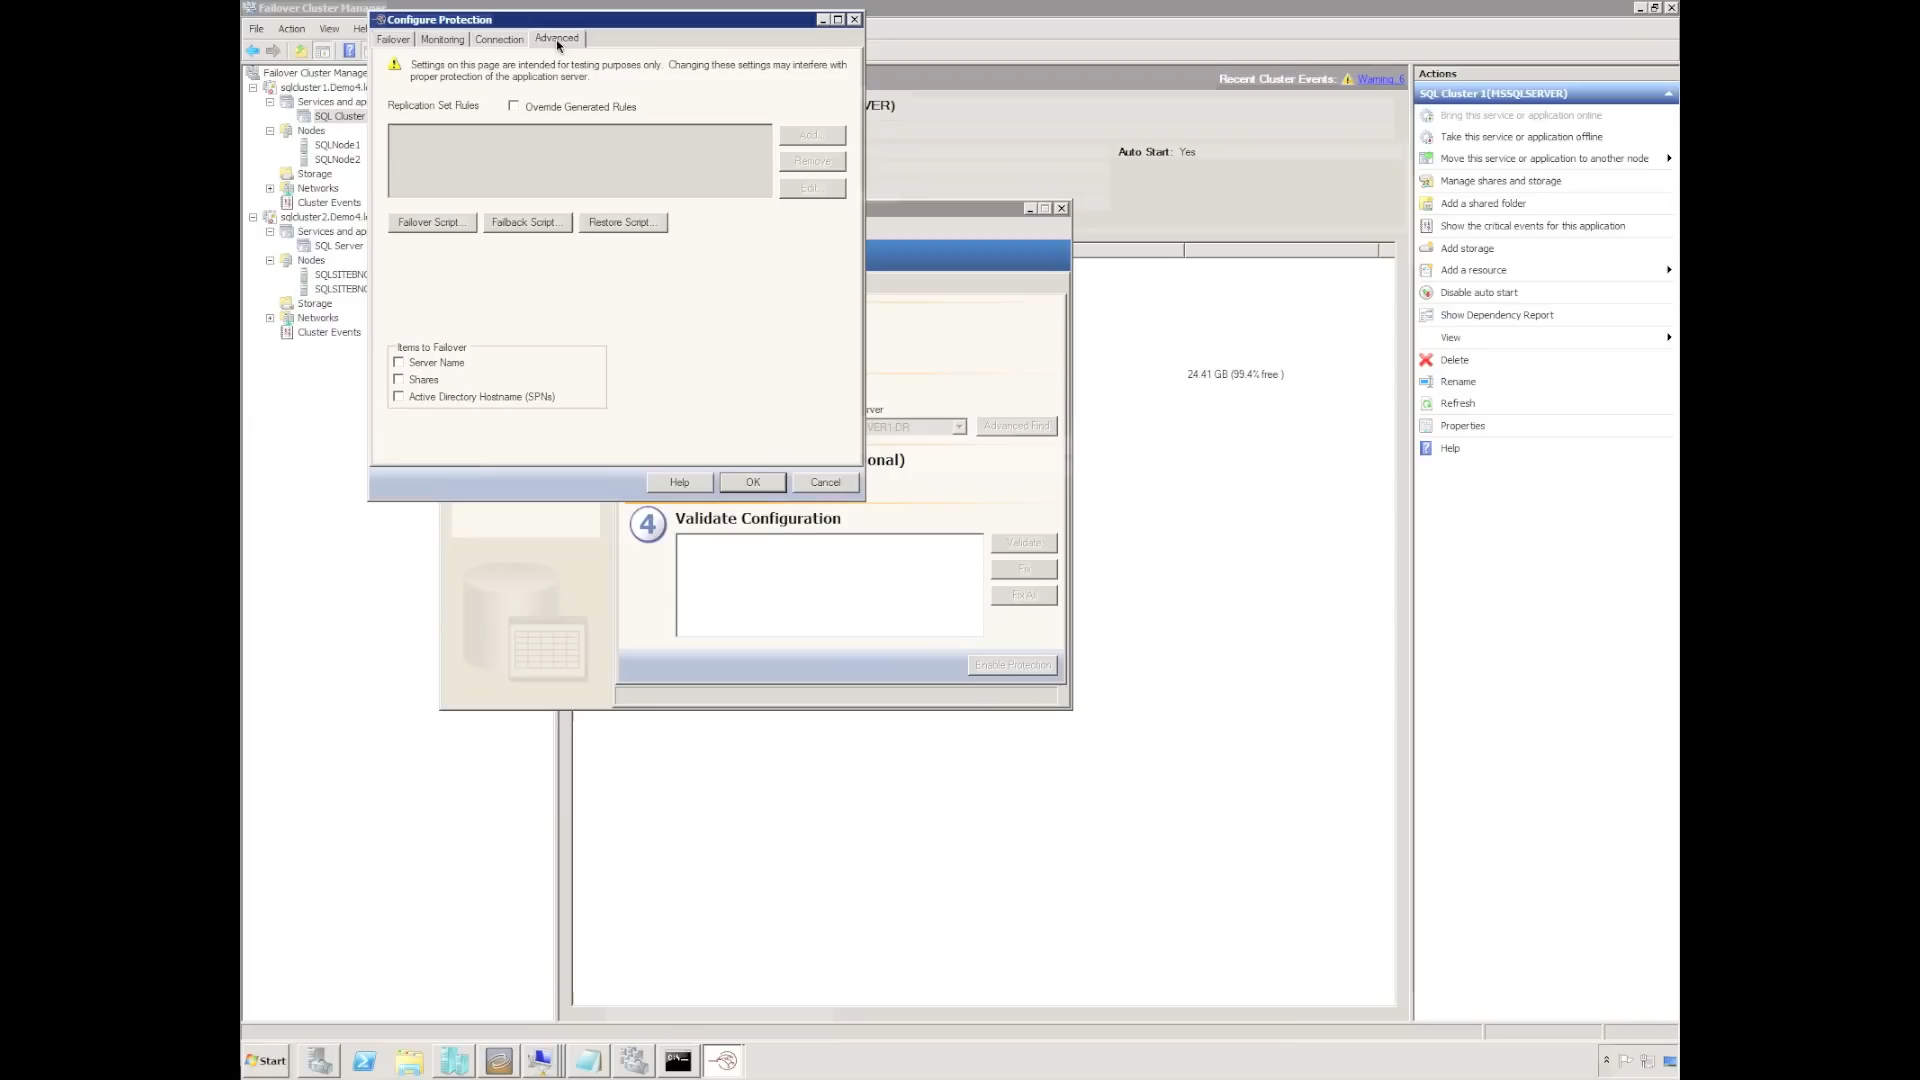 Failover Cluster Manager
File Action View Hel
Failover Cluster Manage
sqlcluster1.Demo4.l
Services and ap
SQL Cluster
Nodes
SQLNode1
SQLNode2
Storage
Networks
Cluster Events
sqlcluster2.Demo4.l
Services and ap
SQL Server
Nodes
SQLSITEBNO
SQLSITEBNO
Storage
Networks
Cluster Events
Configure Protection
Failover Monitoring Connection Advanced
Settings on this page are intended for testing purposes only. Changing these settings may interfere with
proper protection of the application server.
Replication Set Rules Override Generated Rules
Add...
Remove
Edit...
Failover Script... Failback Script... Restore Script...
Items to Failover
Server Name
Shares
Active Directory Hostname (SPNs)
Help OK Cancel
Recent Cluster Events: Warning: 6
VER)
Auto Start: Yes
24.41 GB (99.4% free )
rver
VER1-DR Advanced Find
onal)
4 Validate Configuration
Validate
Fix
Fix All
Enable Protection
Actions
SQL Cluster 1(MSSQLSERVER)
Bring this service or application online
Take this service or application offline
Move this service or application to another node
Manage shares and storage
Add a shared folder
Show the critical events for this application
Add storage
Add a resource
Disable auto start
Show Dependency Report
View
Delete
Rename
Refresh
Properties
Help
Start